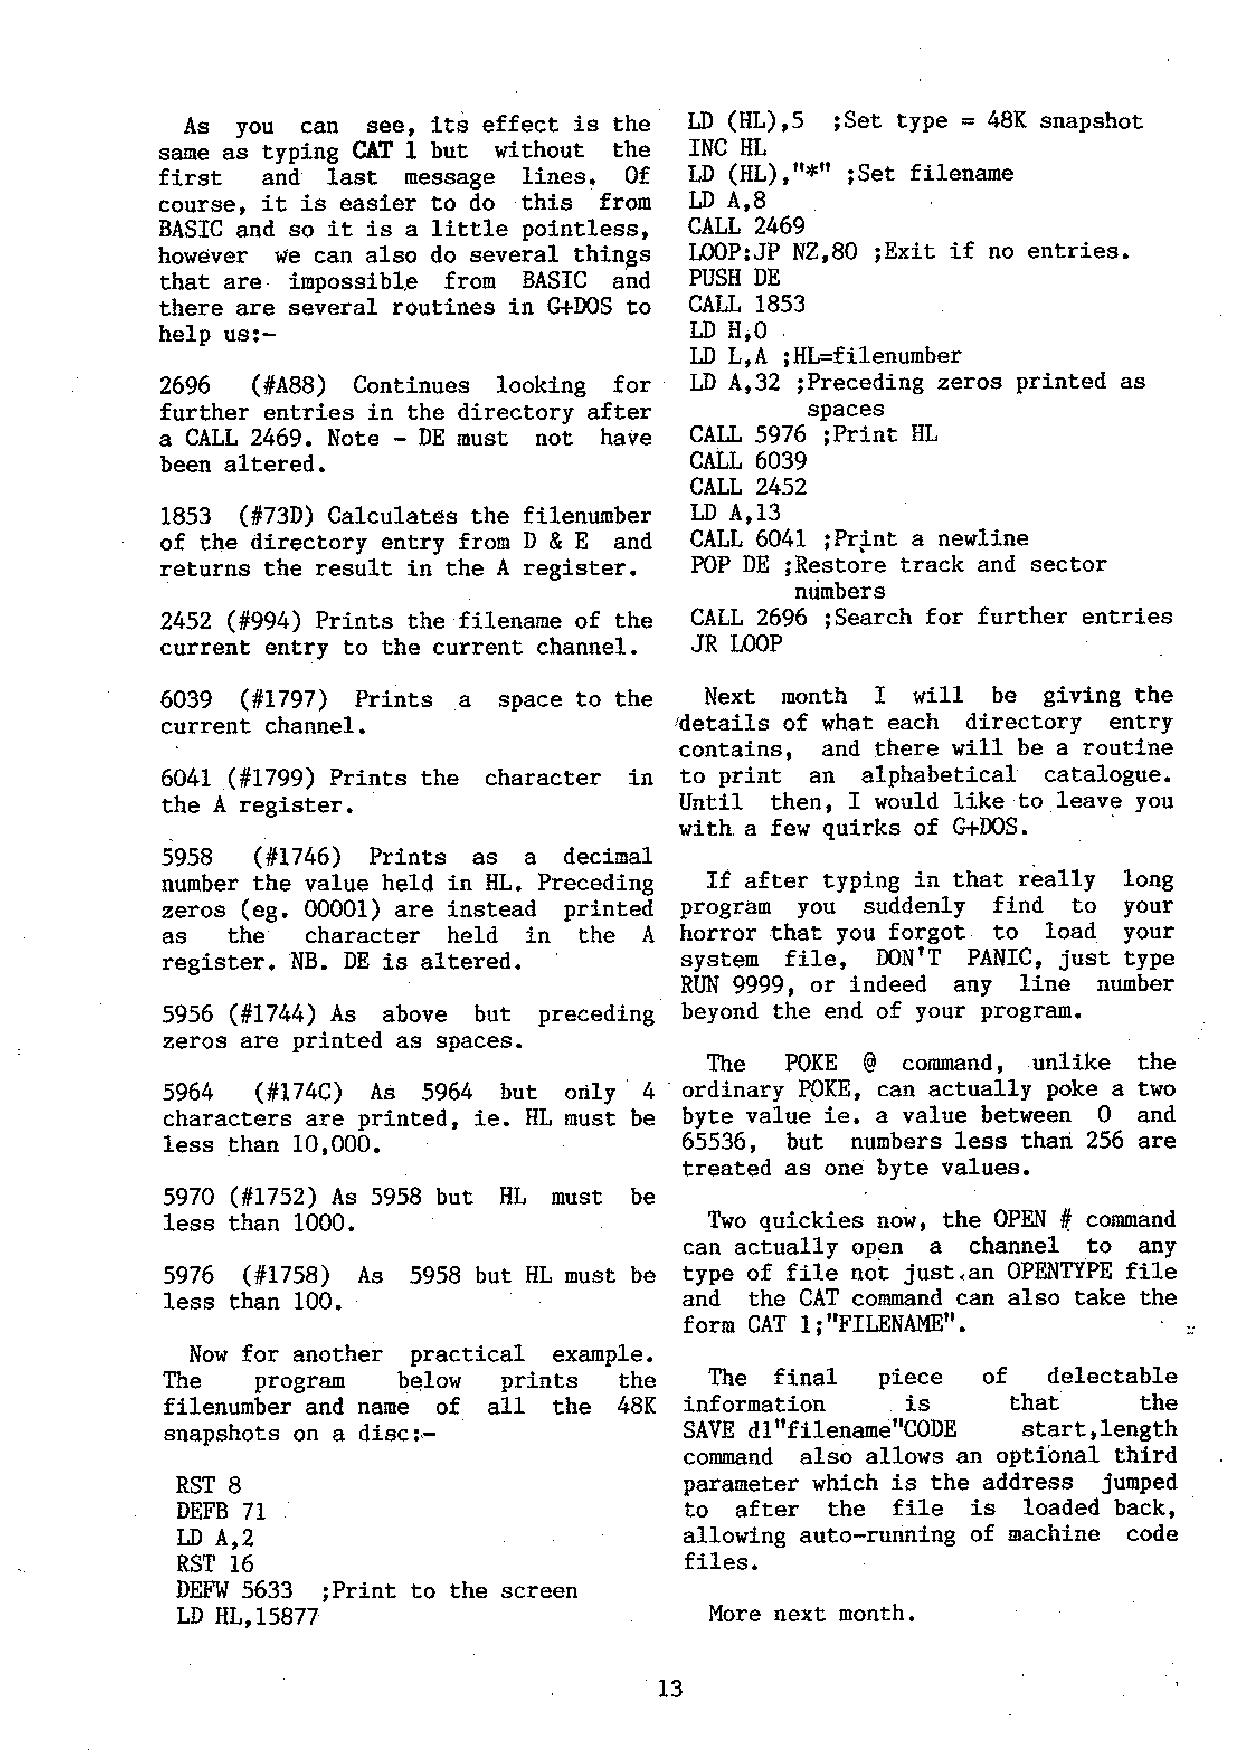 As you can see, its effect is the
same as typing CAT 1 but without the
first and last message lines. Of
course, it is easier to do this from
BASIC and so it is a little pointless,
however we can also do several things
that are impossible from BASIC and
there are several routines in G+DOS to
help us:-
2696 (#A88) Continues looking for
further entries in the directory after
a CALL 2469. Note - DE must not have
been altered.
1853 (#73D) Calculates the filenumber
of the directory entry from D & E and
returns the result in the A register.
2452 (#994) Prints the filename of the
current entry to the current channel.
6039 (#1797) Prints a space to the
current channel.
6041 (#1799) Prints the character in
the A register.
5958 (#1746) Prints as a decimal
number the value held in HL. Preceding
zeros (eg. 00001) are instead printed
as the character held in the A
register. NB. DE is altered.
5956 (#1744) As above but preceding
zeros are printed as spaces.
5964 (#174C) As 5964 but only 4
characters are printed, ie. HL must be
less than 10,000.
5970 (#1752) As 5958 but HL must be
less than 1000.
5976 (#1758) As 5958 but HL must be
less than 100.
Now for another practical example.
The program below prints the
filenumber and name of all the 48K
snapshots on a disc:-
RST 8
DEFB 71
LD A,2
RST 16
DEFW 5633 ;Print to the screen
LD HL,15877
LD (HL),5 ;Set type = 48K snapshot
INC HL
LD (HL),"*" ;Set filename
LD A,8
CALL 2469
LOOP:JP NZ,80 ;Exit if no entries.
PUSH DE
CALL 1853
LD H,0
LD L,A ;HL=filenumber
LD A,32 ;Preceding zeros printed as
spaces
CALL 5976 ;Print HL
CALL 6039
CALL 2452
LD A,13
CALL 6041 ;Print a newline
POP DE ;Restore track and sector
numbers
CALL 2696 ;Search for further entries
JR LOOP
Next month I will be giving the
details of what each directory entry
contains, and there will be a routine
to print an alphabetical catalogue.
Until then, I would like to leave you
with a few quirks of G+DOS.
If after typing in that really long
program you suddenly find to your
horror that you forgot to load your
system file, DON'T PANIC, just type
RUN 9999, or indeed any line number
beyond the end of your program.
The POKE @ command, unlike the
ordinary POKE, can actually poke a two
byte value ie. a value between 0 and
65536, but numbers less than 256 are
treated as one byte values.
Two quickies now, the OPEN # command
can actually open a channel to any
type of file not just an OPENTYPE file
and the CAT command can also take the
form CAT 1;"FILENAME".
The final piece of delectable
information is that the
SAVE d1"filename"CODE start,length
command also allows an optional third
parameter which is the address jumped
to after the file is loaded back,
allowing auto-running of machine code
files.
More next month.
13